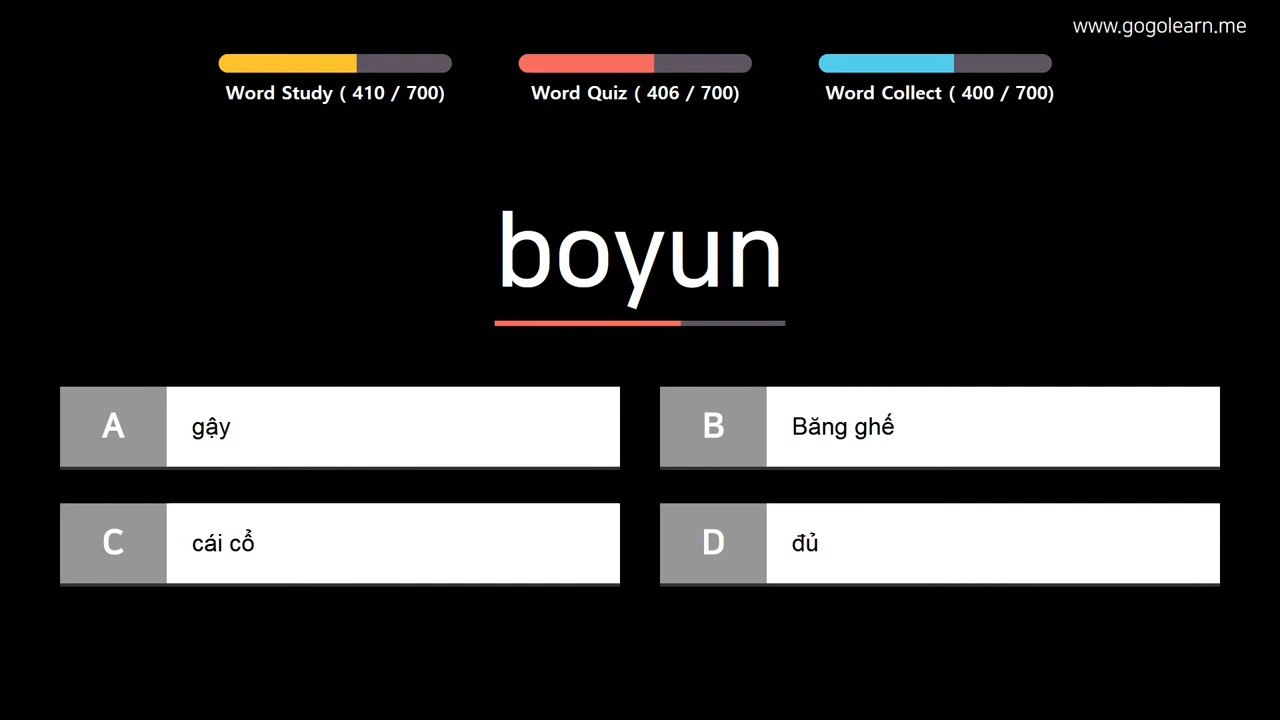 www.gogolearn.me
Word Study ( 410 / 700)
Word Quiz ( 406 / 700)
Word Collect ( 400 / 700)
boyun
A gậy
B Băng ghế
C cái cổ
D đủ